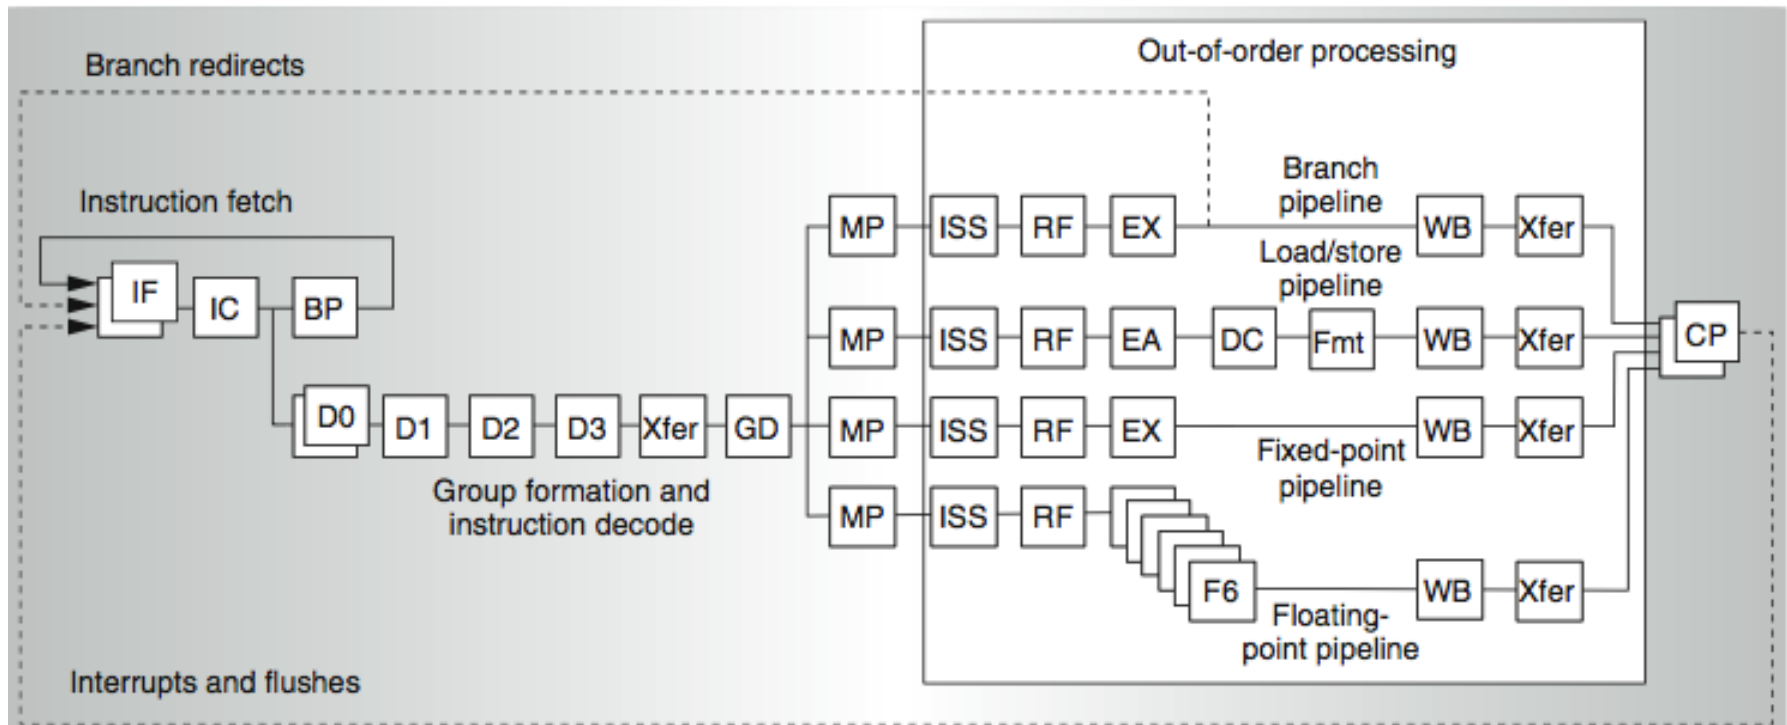 Out-of-order processing
Branch redirects
Instruction fetch
Branch
pipeline
MP ISS RF EX WB Xfer
Load/store
pipeline
IF IC BP
MP ISS RF EA DC Fmt WB Xfer
CP
D0 D1 D2 D3 Xfer GD
MP ISS RF EX WB Xfer
Fixed-point
pipeline
Group formation and
instruction decode
MP ISS RF
F6 WB Xfer
Floating-
point pipeline
Interrupts and flushes